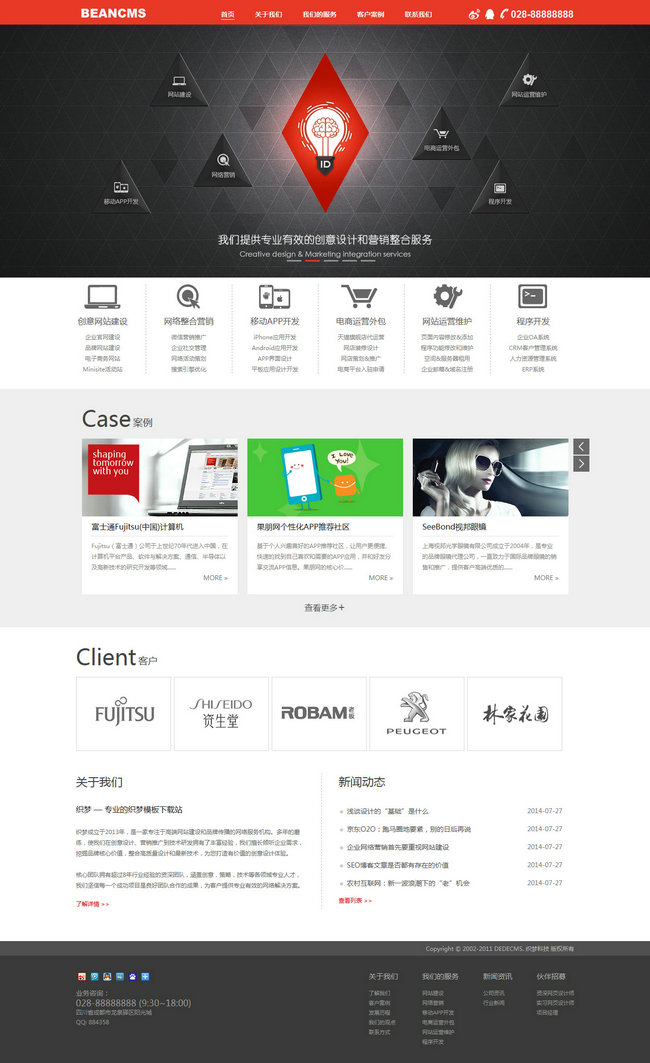 BEANCMS
首页 关于我们 我们的服务 客户案例 联系我们
028-88888888
网站建设
网站运营维护
电商运营外包
网络营销
移动APP开发
程序开发
ID
我们提供专业有效的创意设计和营销整合服务
Creative design & Marketing integration services
创意网站建设 网络整合营销 移动APP开发 电商运营外包 网站运营维护 程序开发
企业官网建设 微信营销推广 iPhone应用开发 天猫旗舰店代运营 页面内容修改&添加 企业OA系统
品牌网站建设 企业社交管理 Android应用开发 网店装修设计 程序功能修改和维护 CRM客户管理系统
电子商务网站 网络活动策划 APP界面设计 网店策划&推广 空间&服务器租用 人力资源管理系统
Minisite活动站 搜索引擎优化 平板应用设计开发 电商平台入驻申请 企业邮箱&域名注册 ERP系统
Case 案例
shaping
tomorrow
with you
I Love
You!
富士通Fujitsu(中国)计算机
Fujitsu（富士通）公司于上世纪70年代进入中国，在
计算机平台产品、软件与解决方案、通信、半导体以
及是新技术的研究开发等领域......
MORE »
果朋网个性化APP推荐社区
基于个人兴趣喜好的APP推荐社区，让用户更便捷、
快速的找到自己喜欢和需要的APP应用，并和好友分
享交流APP信息。果朋网的核心价......
MORE »
SeeBond视邦眼镜
上海视邦光学眼镜有限公司成立于2004年，是专业
的品牌眼镜代理公司，一直致力于国际品牌眼镜的销
售和推广，提供客户高端优质的......
MORE »
查看更多+
Client 客户
FUJITSU
SHISEIDO
资生堂
ROBAM 老板
PEUGEOT
林家花园
关于我们
织梦 — 专业的织梦模板下载站
织梦成立于2013年，是一家专注于高端网站建设和品牌传播的网络服务机构。多年的磨
练，使我们在创意设计、营销推广到技术研发拥有了丰富经验，我们擅长倾听企业需求，
挖掘品牌核心价值，整合高质量设计和最新技术，为您打造有价值的创意设计体验。
核心团队拥有超过8年行业经验的资深团队，涵盖创意，策略，技术等各领域专业人才，
我们坚信每一个成功项目是良好团队合作的成果，为客户提供专业有效的网络解决方案。
了解详情 >>
新闻动态
浅谈设计的“基础”是什么 2014-07-27
京东O2O：跑马圈地要紧，别的日后再说 2014-07-27
企业网络营销首先要重视网站建设 2014-07-27
SEO博客文章是否都有存在的价值 2014-07-27
农村互联网：新一波浪潮下的“老”机会 2014-07-27
查看列表 >>
Copyright © 2002-2011 DEDECMS. 织梦科技 版权所有
业务咨询：
028-88888888 (9:30~18:00)
四川省成都市龙泉驿区阳光城
QQ: 884358
关于我们
了解我们
客户案例
发展历程
我们的观点
联系方式
我们的服务
网站建设
网络营销
移动APP开发
电商运营外包
网站运营维护
程序开发
新闻资讯
公司资讯
行业新闻
伙伴招募
资深网页设计师
实习网页设计师
项目经理